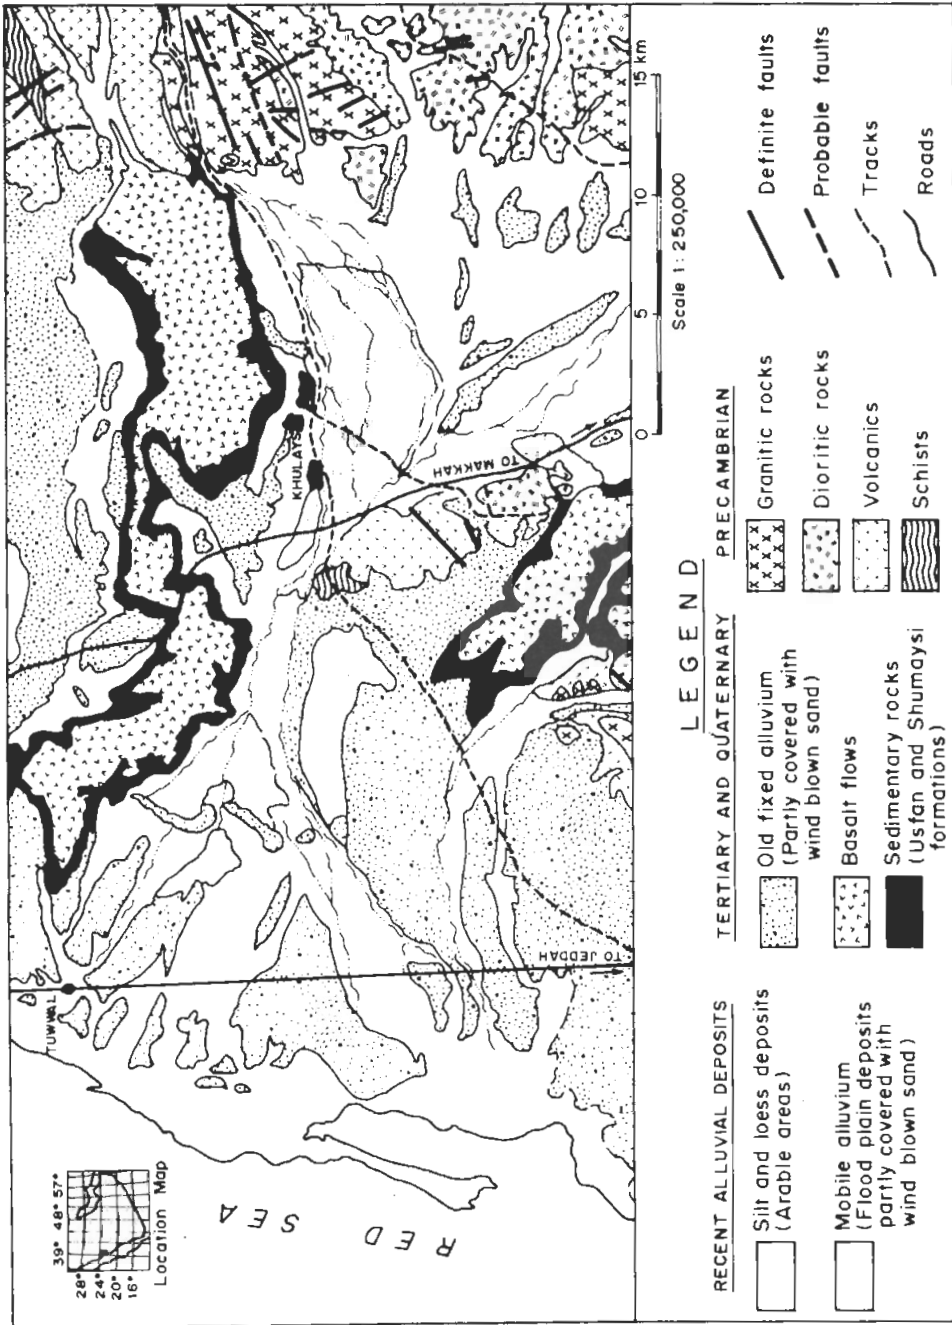 39° 48° 57°
28°
24°
20°
16°
Location Map
RED SEA
TUWWAL
TO JEDDAH
KHULAYS
TO MAKKAH
0 5 10 15 km
Scale 1 : 250,000
LEGEND
RECENT ALLUVIAL DEPOSITS
Silt and loess deposits
(Arable areas)
Mobile alluvium
(Flood plain deposits
partly covered with
wind blown sand)
TERTIARY AND QUATERNARY
Old fixed alluvium
(Partly covered with
wind blown sand)
Basalt flows
Sedimentary rocks
(Usfan and Shumaysi
formations)
PRECAMBRIAN
Granitic rocks
Dioritic rocks
Volcanics
Schists
Definite faults
Probable faults
Tracks
Roads